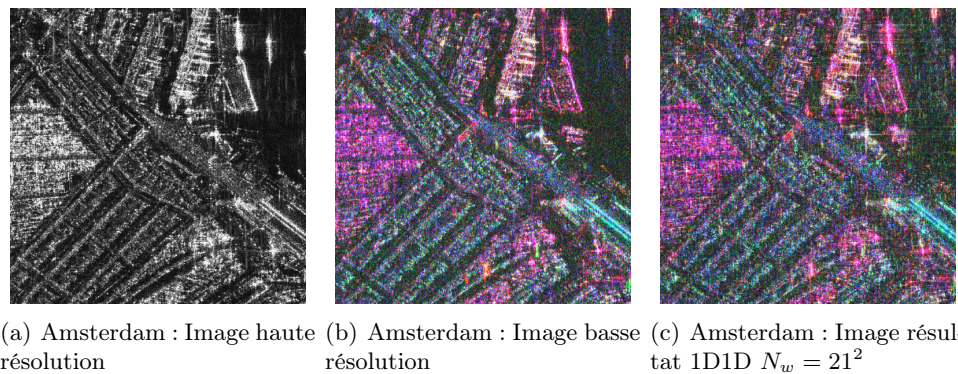 (a) Amsterdam : Image haute résolution
(b) Amsterdam : Image basse résolution
(c) Amsterdam : Image résul-
tat 1D1D $N_w = 21^2$